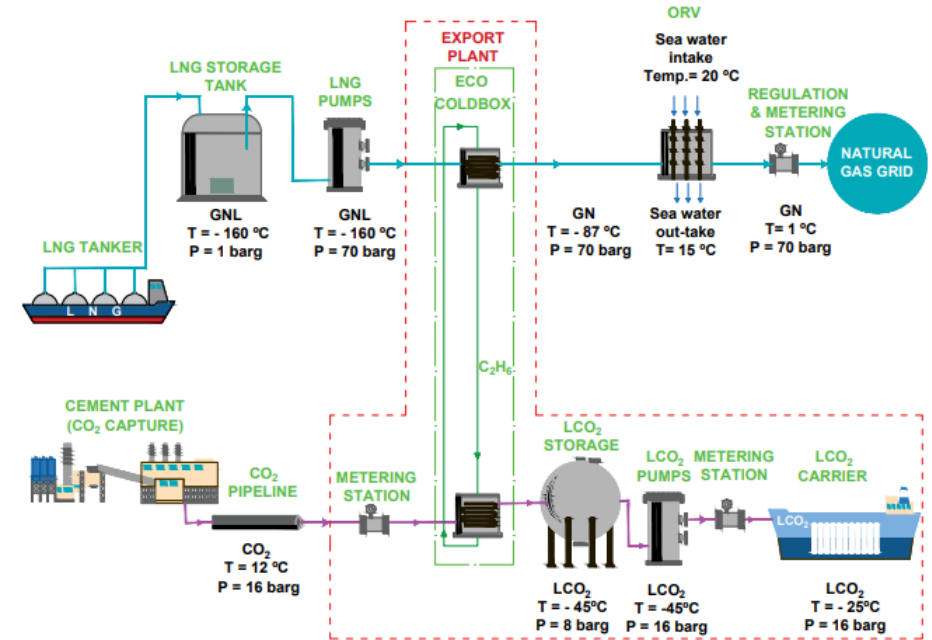 ORV
Sea water
intake
Temp.= 20 ºC
EXPORT
PLANT
LNG STORAGE
TANK
LNG
PUMPS
ECO
COLDBOX
REGULATION
& METERING
STATION
NATURAL
GAS GRID
GNL
T = - 160 ºC
P = 1 barg
GNL
T = - 160 ºC
P = 70 barg
GN
T = - 87 ºC
P = 70 barg
Sea water
out-take
T= 15 ºC
GN
T= 1 ºC
P = 70 barg
LNG TANKER
L N G
C₂H₆
CEMENT PLANT
(CO₂ CAPTURE)
CO₂
PIPELINE
METERING
STATION
LCO₂
STORAGE
LCO₂
PUMPS
METERING
STATION
LCO₂
CARRIER
LCO₂
CO₂
T = 12 ºC
P = 16 barg
LCO₂
T = - 45ºC
P = 8 barg
LCO₂
T = -45ºC
P = 16 barg
LCO₂
T = - 25ºC
P = 16 barg